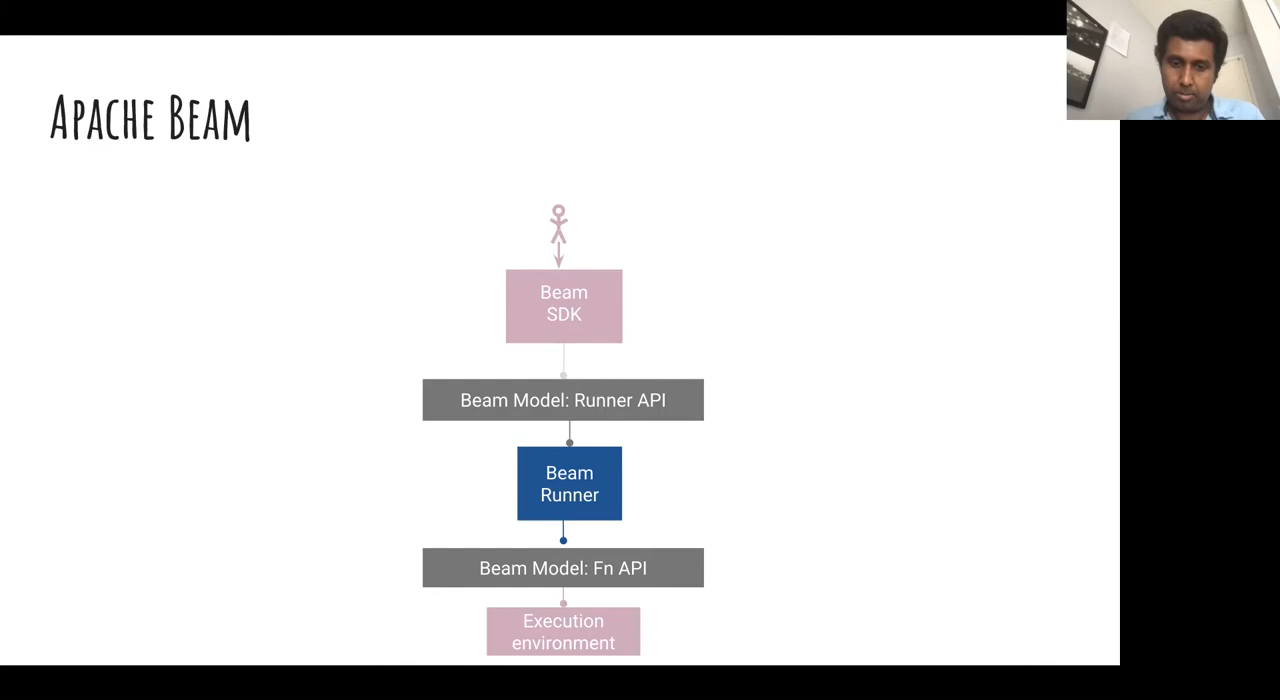 Apache Beam
Beam
SDK
Beam Model: Runner API
Beam
Runner
Beam Model: Fn API
Execution
environment